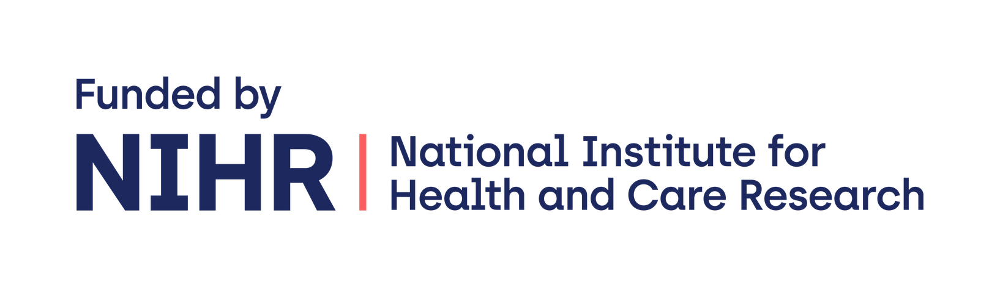 Funded by
NIHR
National Institute for
Health and Care Research